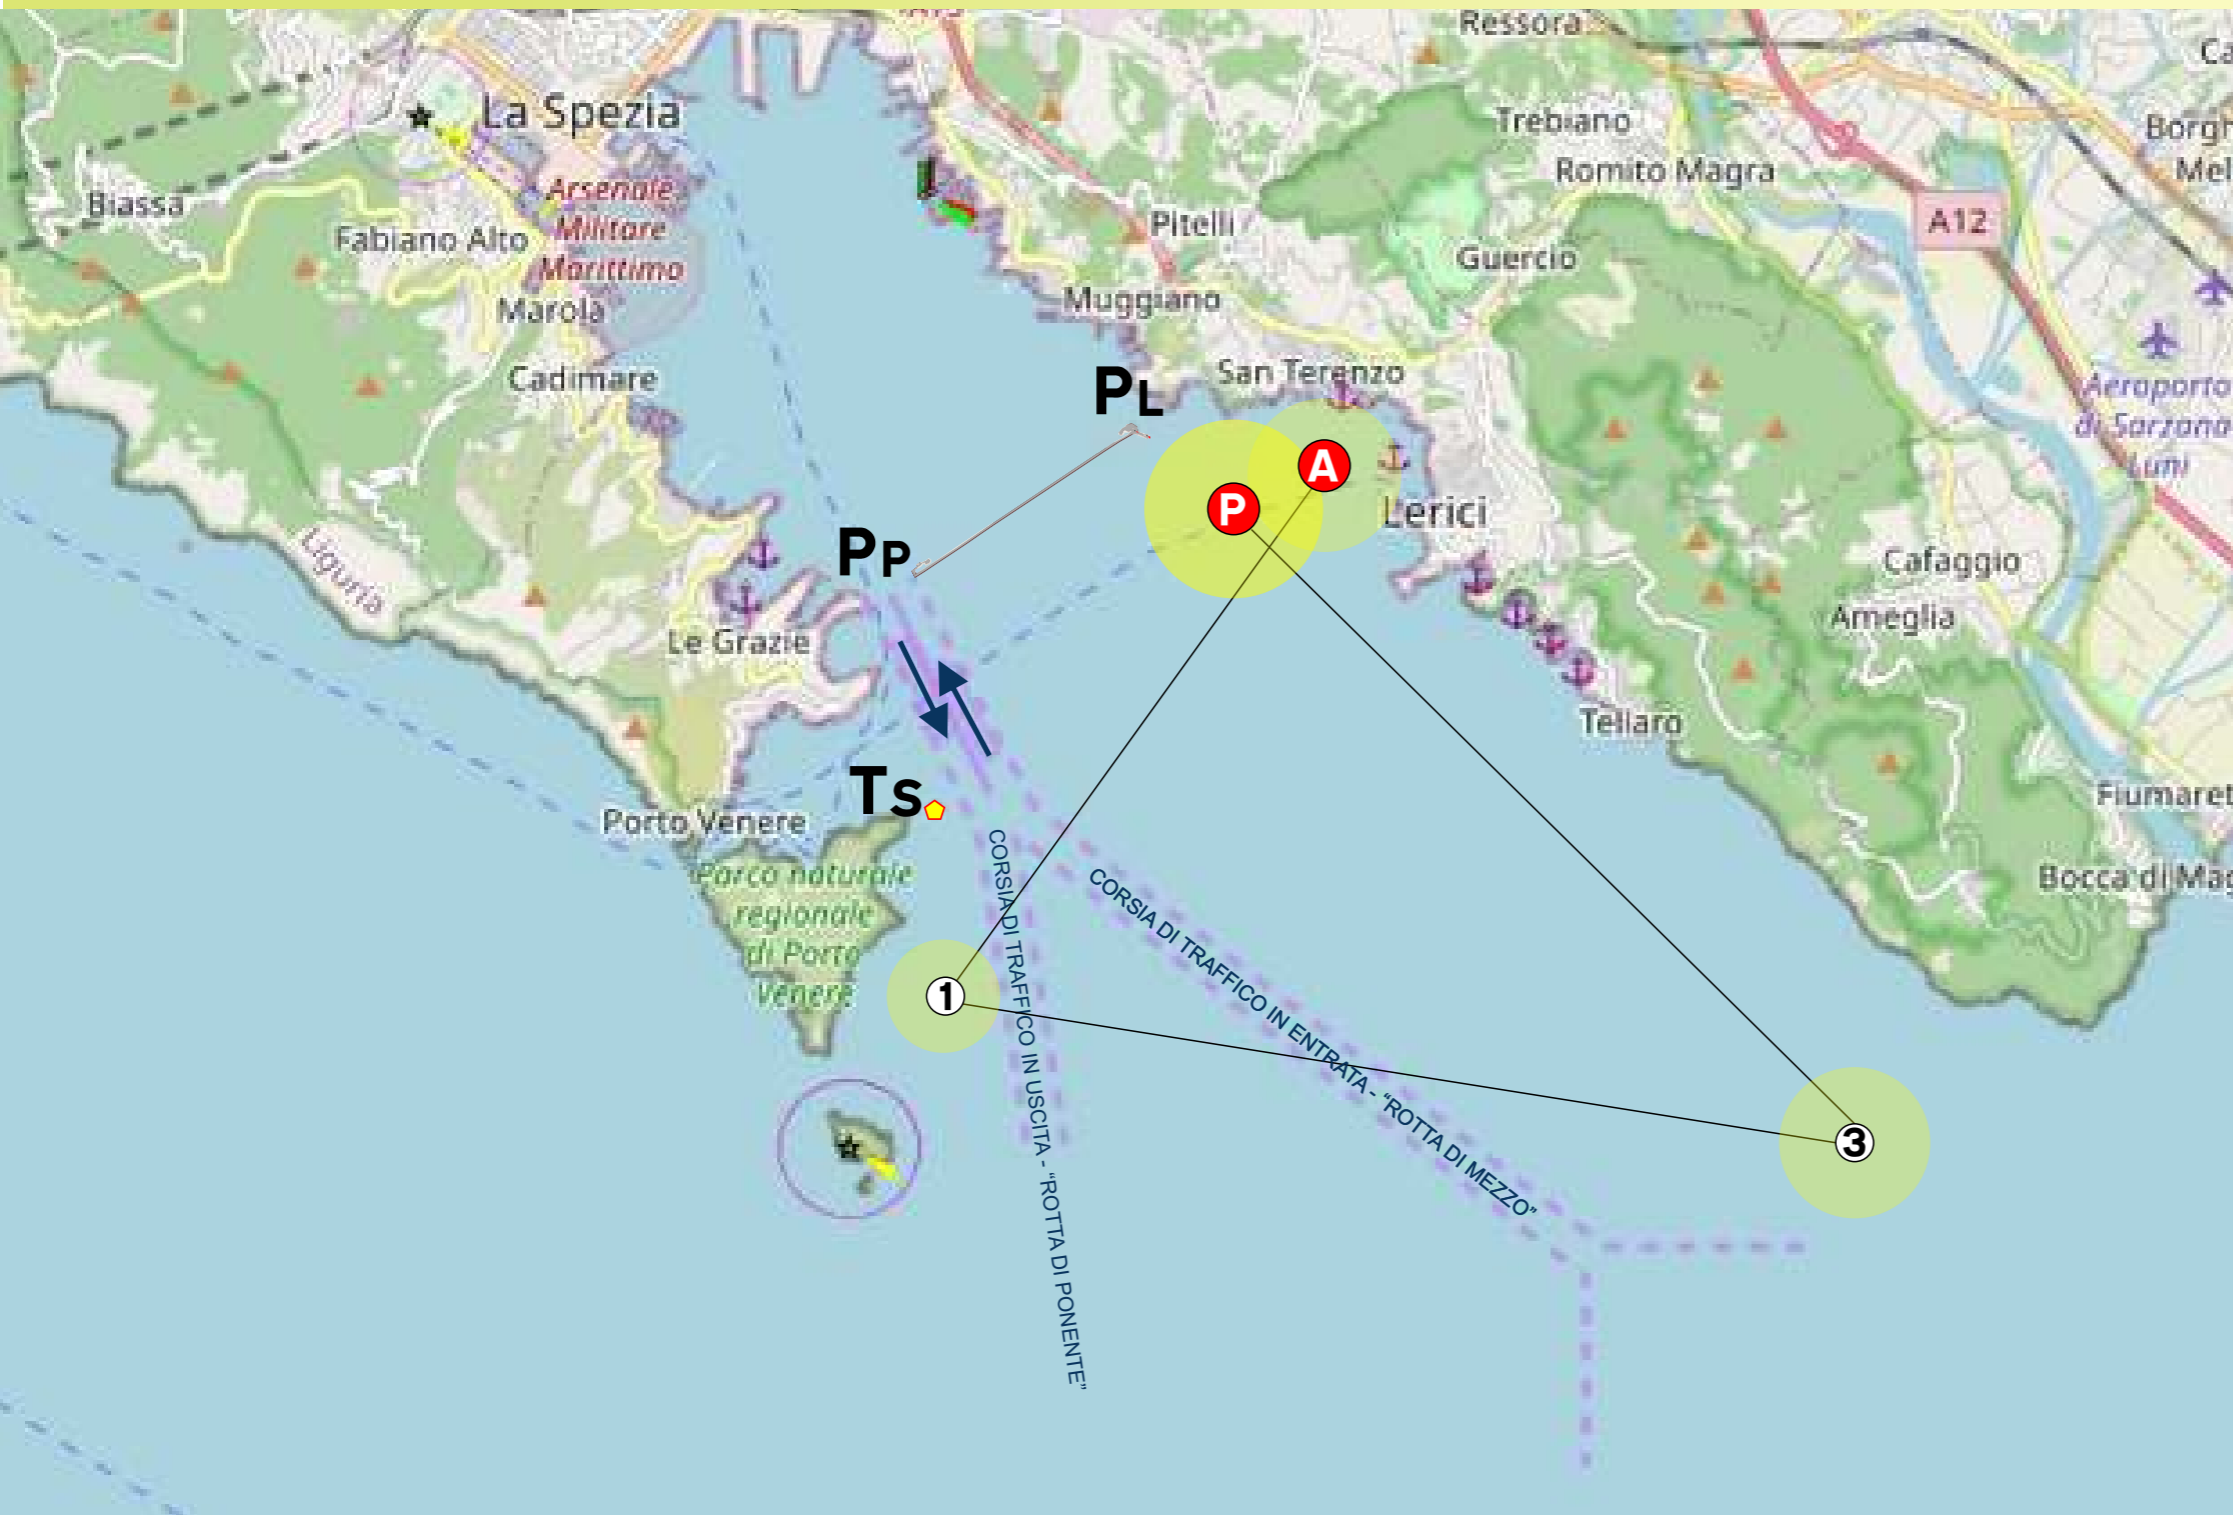 Ressora
La Spezia
Trebiano
Romito Magra
Biassa
Arsenale
Militare
Marittimo
Fabiano Alto
Pitelli
A12
Guercio
Marola
Muggiano
Cadimare
San Terenzo
PL
Aeroporto
di Sarzana-
Luni
A
P
Lerici
PP
Liguria
Cafaggio
Ameglia
Le Grazie
Tellaro
Ts
Porto Venere
Parco naturale
regionale
di Porto
Venere
CORSIA DI TRAFFICO IN USCITA - “ROTTA DI PONENTE”
CORSIA DI TRAFFICO IN ENTRATA - “ROTTA DI MEZZO”
Fiumaret
Bocca di Mag
1
3